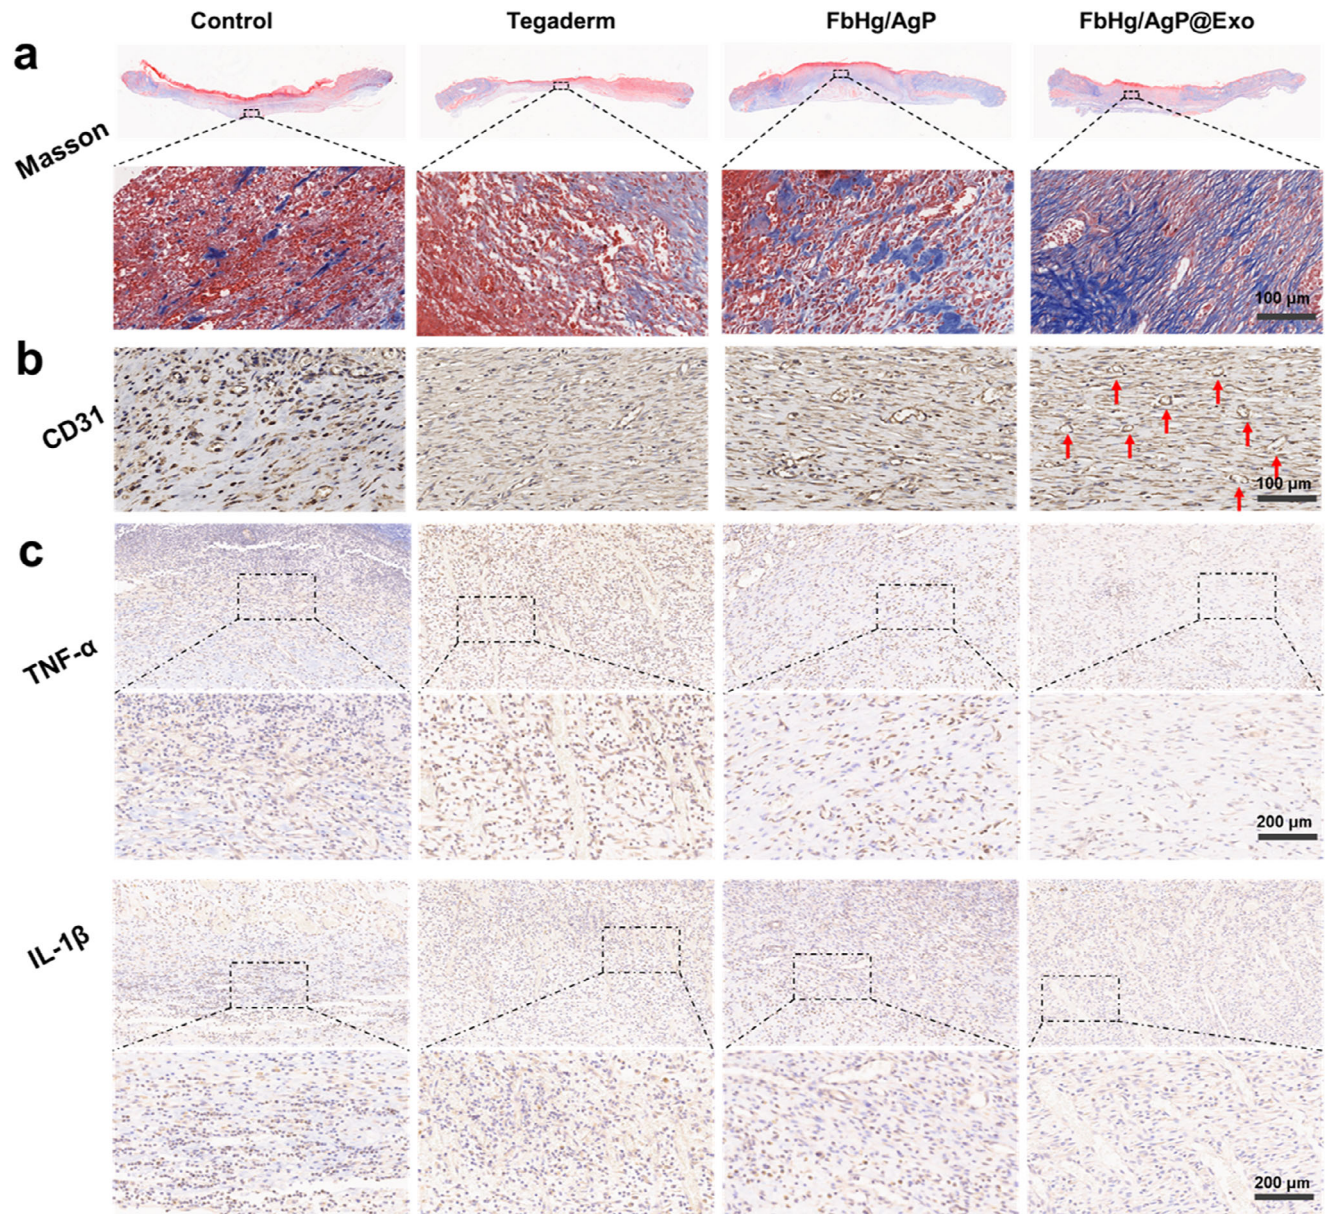 Control Tegaderm FbHg/AgP FbHg/AgP@Exo
a
Masson
100 μm
b
CD31
100 μm
c
TNF-α
200 μm
IL-1β
200 μm